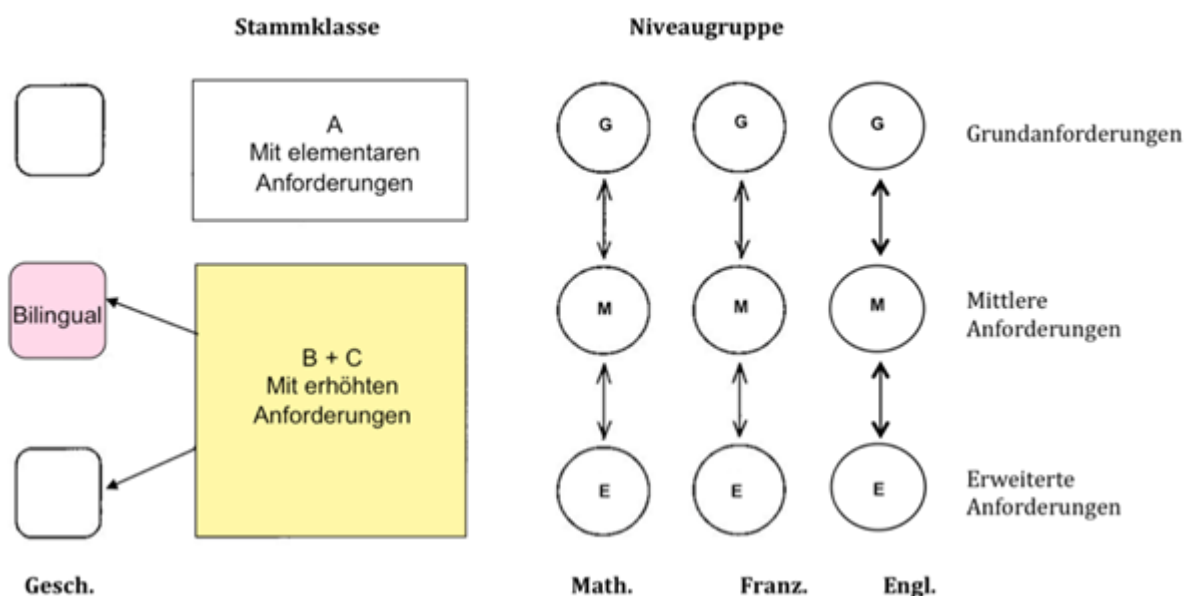 Stammklasse
Niveaugruppe
A
Mit elementaren
Anforderungen
G
G
G
Grundanforderungen
Bilingual
B + C
Mit erhöhten
Anforderungen
M
M
M
Mittlere
Anforderungen
E
E
E
Erweiterte
Anforderungen
Gesch.
Math.
Franz.
Engl.